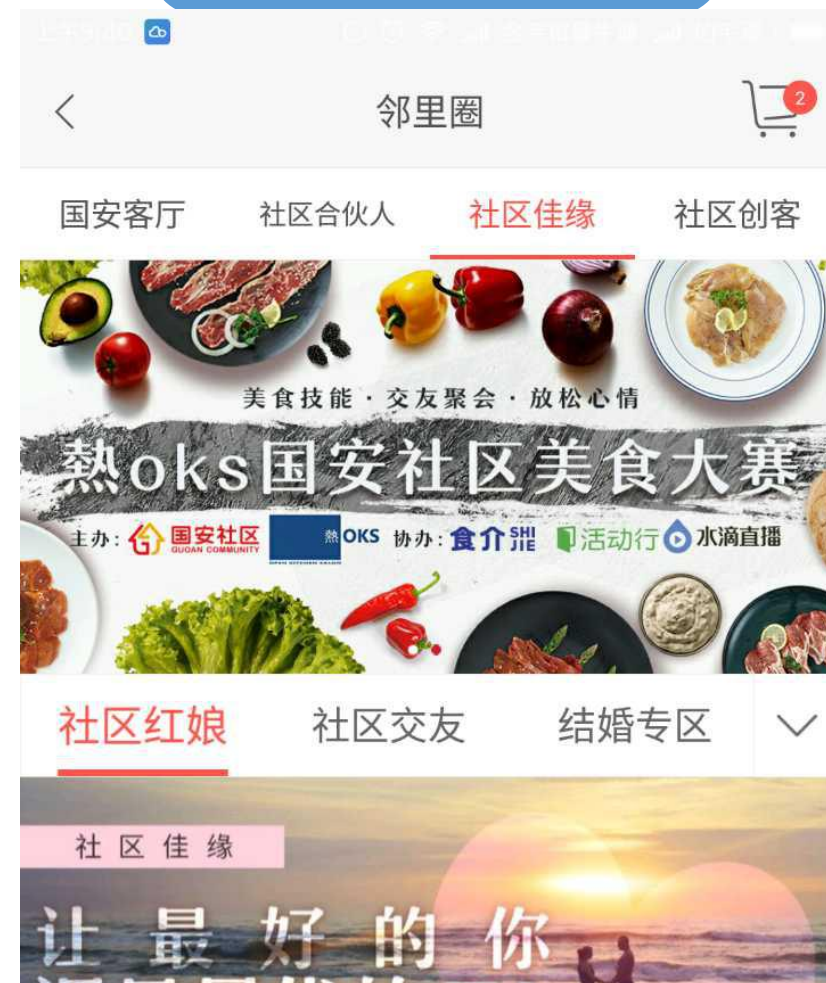 邻里圈
2
国安客厅 社区合伙人 社区佳缘 社区创客
美食技能·交友聚会·放松心情
熱oks国安社区美食大赛
主办: 国安社区 GUOAN COMMUNITY 熱OKS 协办: 食介 SHIJIE 活动行 水滴直播
社区红娘 社区交友 结婚专区
社区佳缘
让最好的你